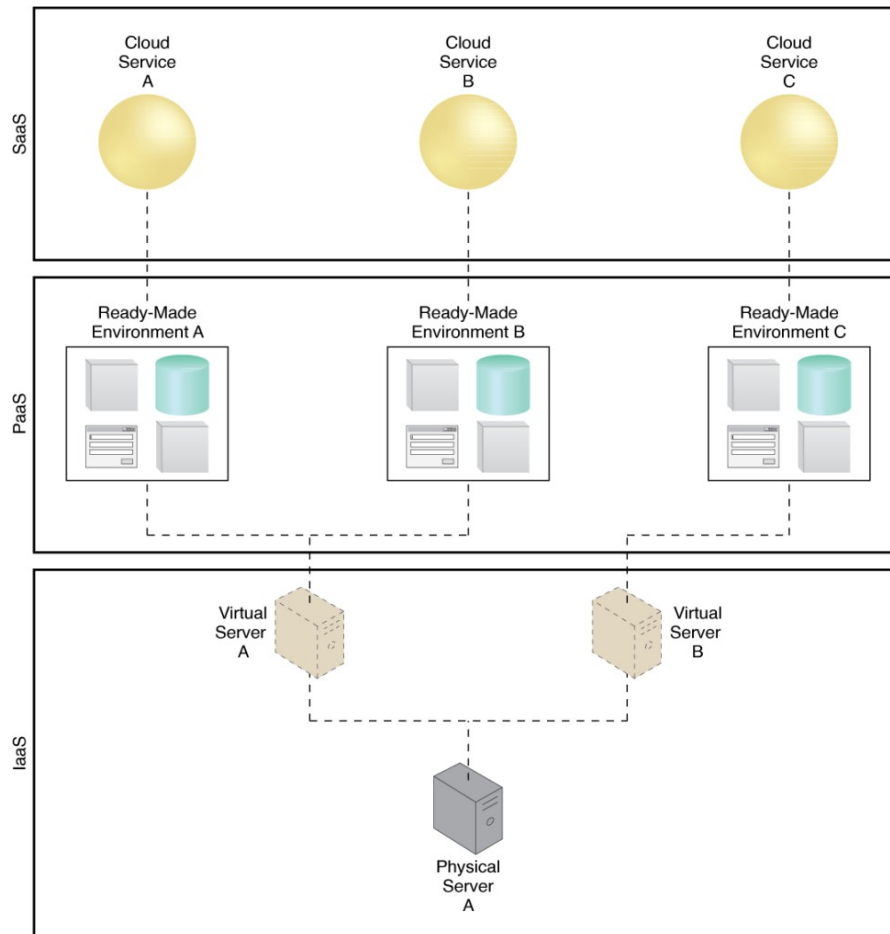 SaaS
Cloud
Service
A
Cloud
Service
B
Cloud
Service
C
PaaS
Ready-Made
Environment A
Ready-Made
Environment B
Ready-Made
Environment C
IaaS
Virtual
Server
A
Virtual
Server
B
Physical
Server
A